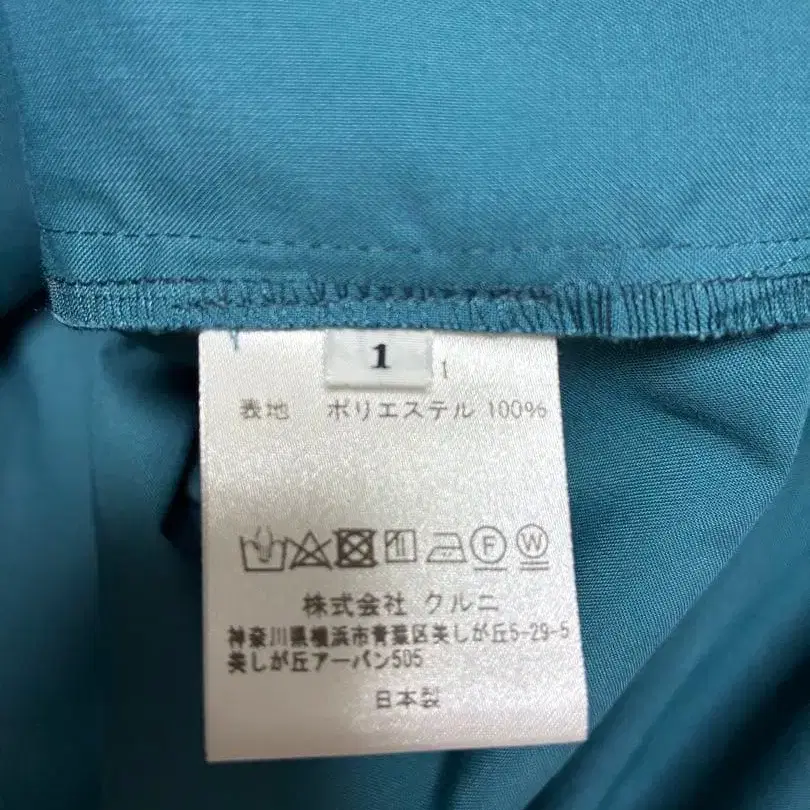 1
1
表地 ポリエステル 100%
F W
株式会社 クルニ
神奈川県横浜市青葉区美しが丘5-29-5
美しが丘アーバン505
日本製